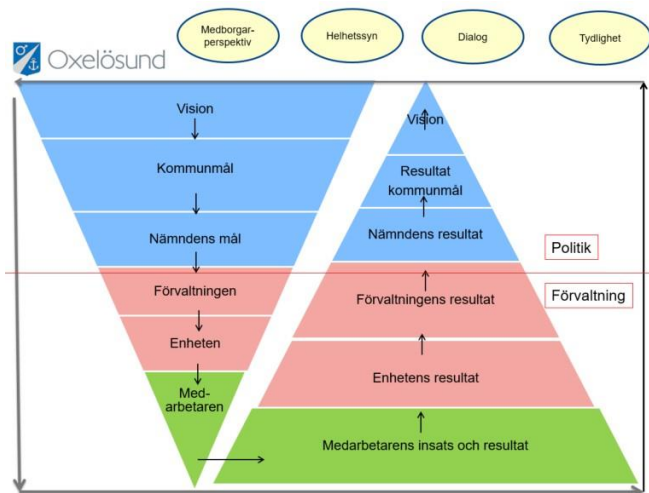 Medborgar-
perspektiv
Helhetssyn
Dialog
Tydlighet
Oxelösund
Vision
Kommunmål
Nämndens mål
Förvaltningen
Enheten
Med-
arbetaren
Vision
Resultat
kommunmål
Nämndens resultat
Politik
Förvaltning
Förvaltningens resultat
Enhetens resultat
Medarbetarens insats och resultat